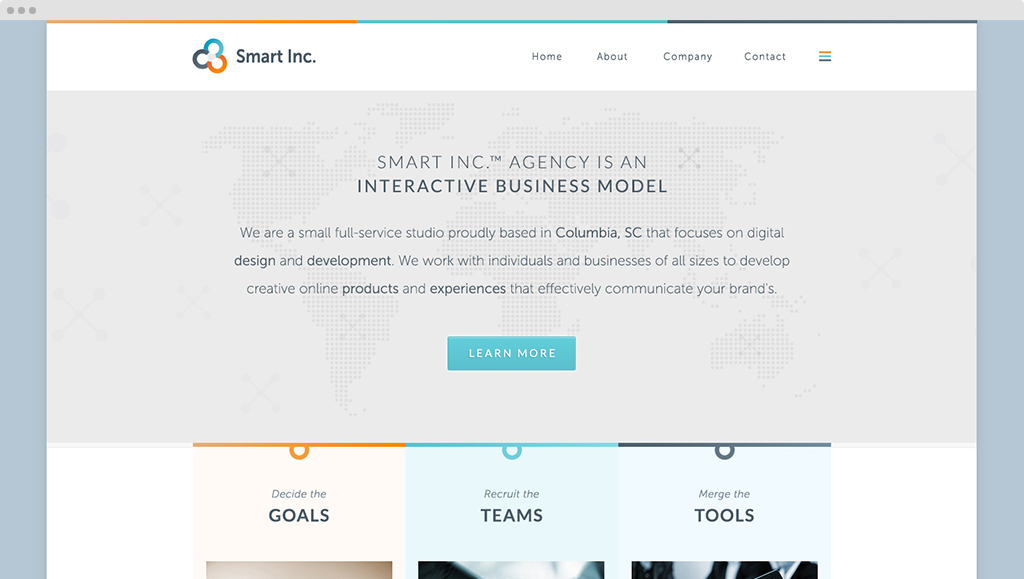 Smart Inc.
Home About Company Contact
SMART INC.™ AGENCY IS AN
INTERACTIVE BUSINESS MODEL
We are a small full-service studio proudly based in Columbia, SC that focuses on digital
design and development. We work with individuals and businesses of all sizes to develop
creative online products and experiences that effectively communicate your brand's.
LEARN MORE
Decide the
GOALS
Recruit the
TEAMS
Merge the
TOOLS